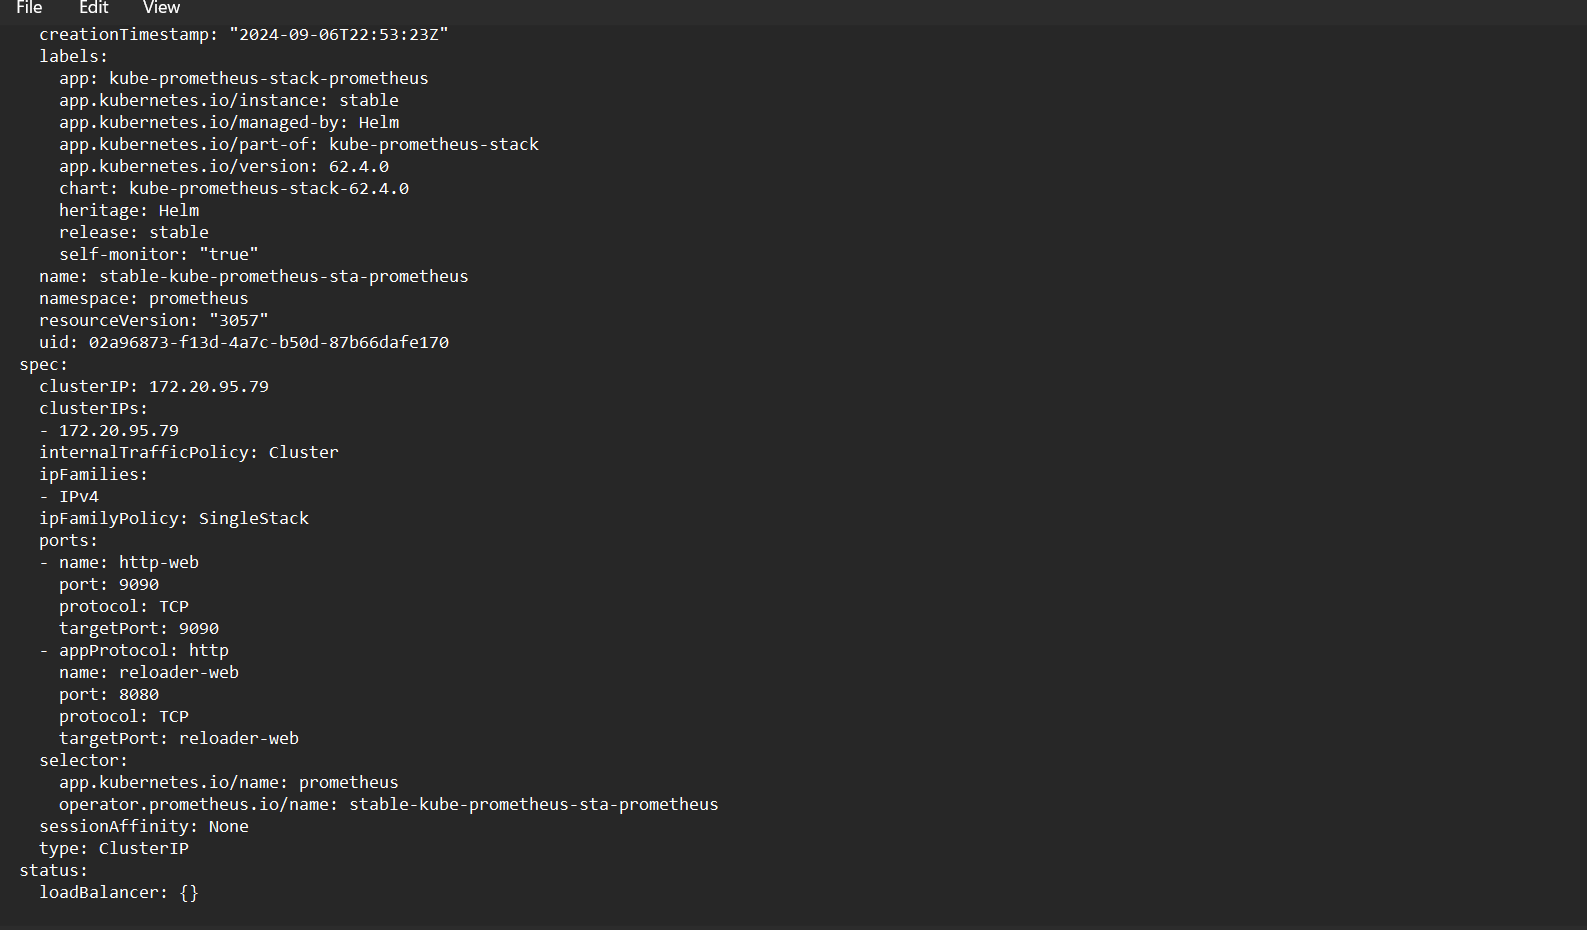 File Edit View
creationTimestamp: "2024-09-06T22:53:23Z"
labels:
app: kube-prometheus-stack-prometheus
app.kubernetes.io/instance: stable
app.kubernetes.io/managed-by: Helm
app.kubernetes.io/part-of: kube-prometheus-stack
app.kubernetes.io/version: 62.4.0
chart: kube-prometheus-stack-62.4.0
heritage: Helm
release: stable
self-monitor: "true"
name: stable-kube-prometheus-sta-prometheus
namespace: prometheus
resourceVersion: "3057"
uid: 02a96873-f13d-4a7c-b50d-87b66dafe170
spec:
clusterIP: 172.20.95.79
clusterIPs:
- 172.20.95.79
internalTrafficPolicy: Cluster
ipFamilies:
- IPv4
ipFamilyPolicy: SingleStack
ports:
- name: http-web
port: 9090
protocol: TCP
targetPort: 9090
- appProtocol: http
name: reloader-web
port: 8080
protocol: TCP
targetPort: reloader-web
selector:
app.kubernetes.io/name: prometheus
operator.prometheus.io/name: stable-kube-prometheus-sta-prometheus
sessionAffinity: None
type: ClusterIP
status:
loadBalancer: {}